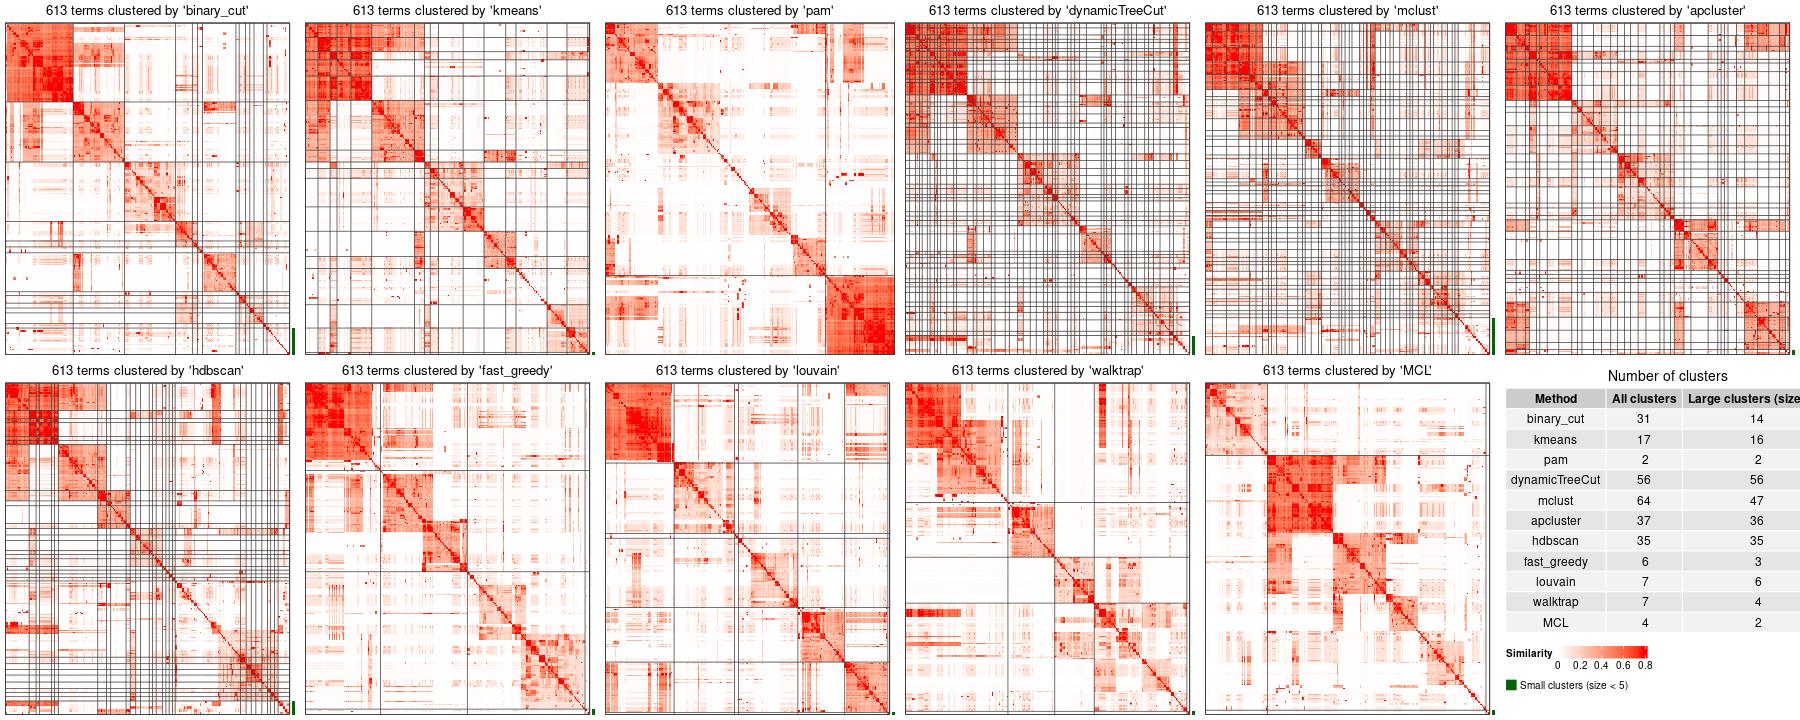 613 terms clustered by 'binary_cut'
613 terms clustered by 'kmeans'
613 terms clustered by 'pam'
613 terms clustered by 'dynamicTreeCut'
613 terms clustered by 'mclust'
613 terms clustered by 'apcluster'
613 terms clustered by 'hdbscan'
613 terms clustered by 'fast_greedy'
613 terms clustered by 'louvain'
613 terms clustered by 'walktrap'
613 terms clustered by 'MCL'
Number of clusters
Method All clusters Large clusters (size
binary_cut 31 14
kmeans 17 16
pam 2 2
dynamicTreeCut 56 56
mclust 64 47
apcluster 37 36
hdbscan 35 35
fast_greedy 6 3
louvain 7 6
walktrap 7 4
MCL 4 2
Similarity
0 0.2 0.4 0.6 0.8
Small clusters (size < 5)